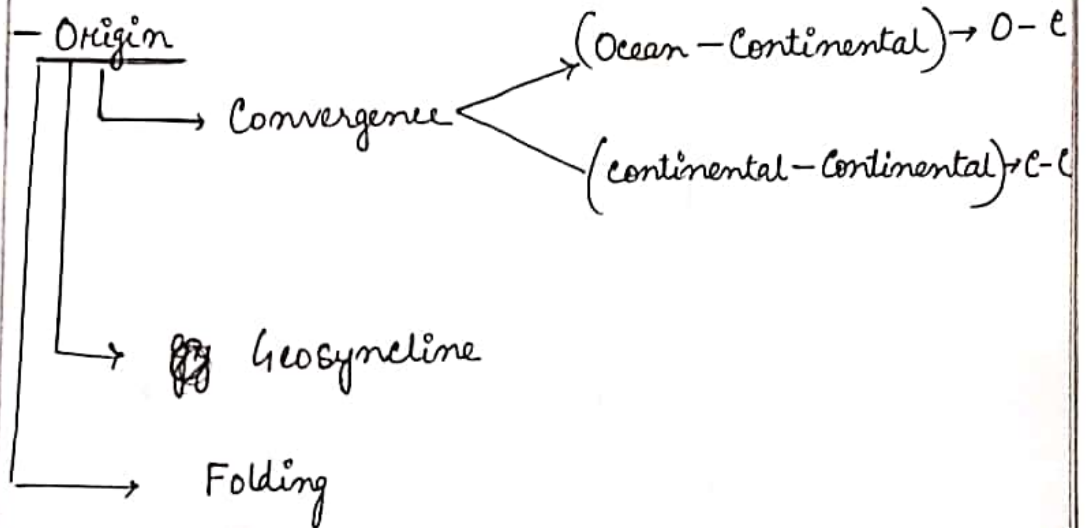 – Origin
(Ocean – Continental) → O - C
Convergence
(Continental – Continental) → C - C
Geosyncline
Folding